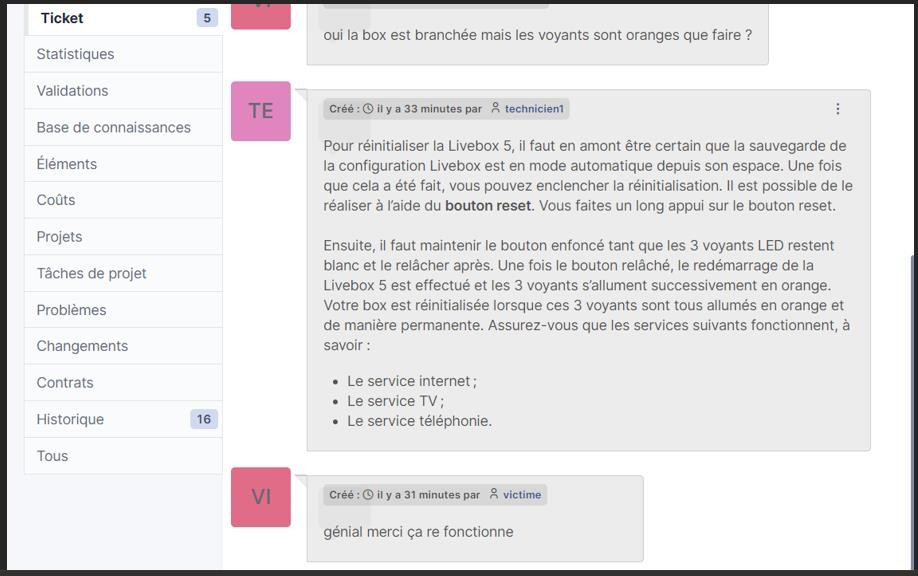 Ticket 5
Statistiques
Validations
Base de connaissances
Éléments
Coûts
Projets
Tâches de projet
Problèmes
Changements
Contrats
Historique 16
Tous
oui la box est branchée mais les voyants sont oranges que faire ?
TE
Créé : il y a 33 minutes par technicien1
Pour réinitialiser la Livebox 5, il faut en amont être certain que la sauvegarde de
la configuration Livebox est en mode automatique depuis son espace. Une fois
que cela a été fait, vous pouvez enclencher la réinitialisation. Il est possible de le
réaliser à l'aide du bouton reset. Vous faites un long appui sur le bouton reset.
Ensuite, il faut maintenir le bouton enfoncé tant que les 3 voyants LED restent
blanc et le relâcher après. Une fois le bouton relâché, le redémarrage de la
Livebox 5 est effectué et les 3 voyants s'allument successivement en orange.
Votre box est réinitialisée lorsque ces 3 voyants sont tous allumés en orange et
de manière permanente. Assurez-vous que les services suivants fonctionnent, à
savoir :
• Le service internet ;
• Le service TV ;
• Le service téléphonie.
VI
Créé : il y a 31 minutes par victime
génial merci ça re fonctionne